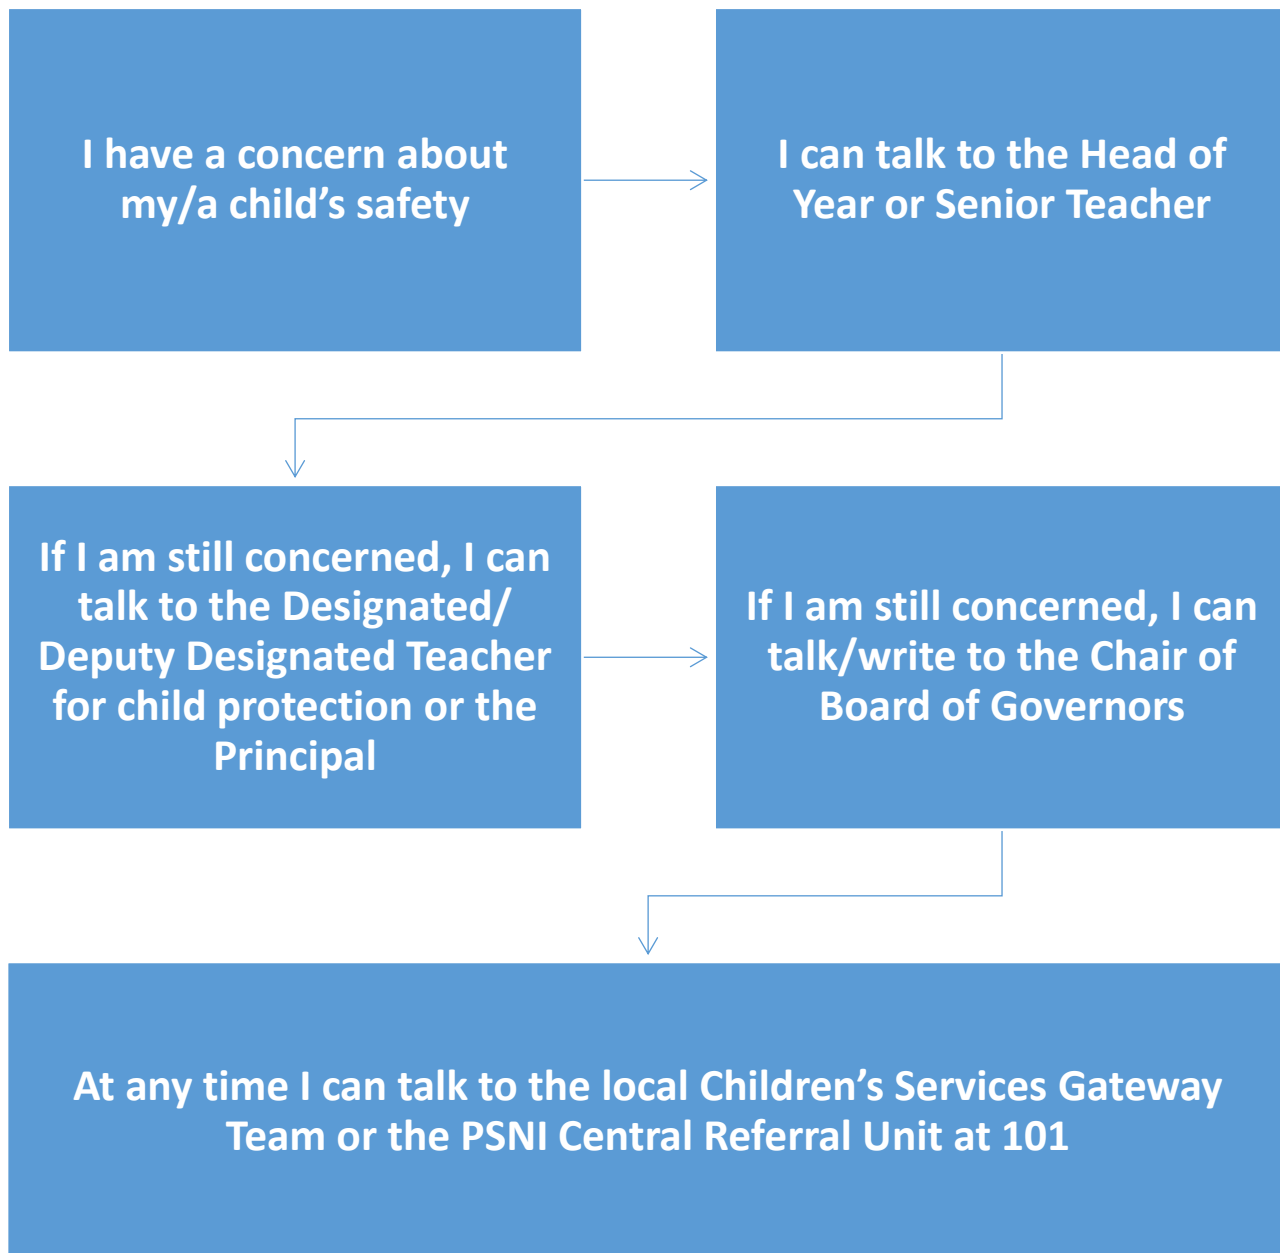 I have a concern about
my/a child’s safety
I can talk to the Head of
Year or Senior Teacher
If I am still concerned, I can
talk to the Designated/
Deputy Designated Teacher
for child protection or the
Principal
If I am still concerned, I can
talk/write to the Chair of
Board of Governors
At any time I can talk to the local Children’s Services Gateway
Team or the PSNI Central Referral Unit at 101